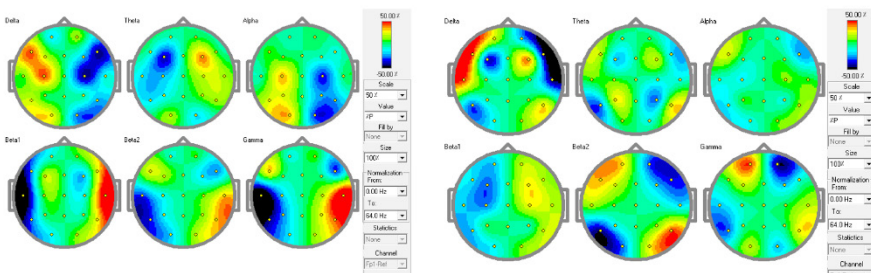 Delta
Theta
Alpha
50.00 %
-50.00 %
Scale
50 %
Value
#P
Fill by
None
Size
100%
Normalization
From:
0.00 Hz
To:
64.0 Hz
Statistics
None
Channel
Fp1-Ref
Beta1
Beta2
Gamma
Delta
Theta
Alpha
50.00 %
-50.00 %
Scale
50 %
Value
#P
Fill by
None
Size
100%
Normalization
From:
0.00 Hz
To:
64.0 Hz
Statistics
None
Channel
Beta1
Beta2
Gamma